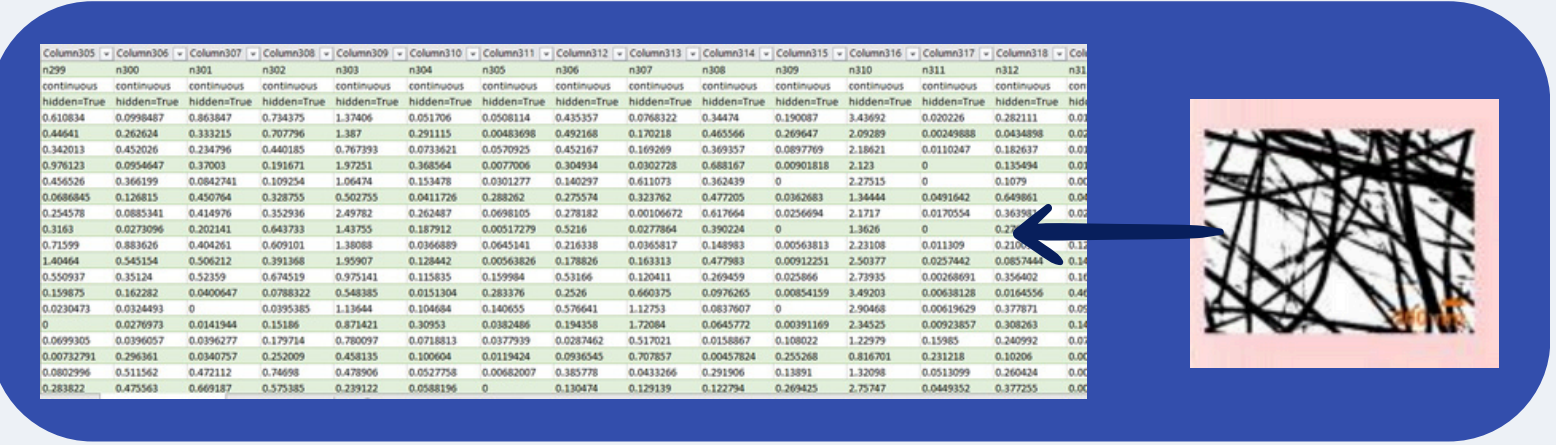 Column305 Column306 Column307 Column308 Column309 Column310 Column311 Column312 Column313 Column314 Column315 Column316 Column317 Column318
n299 n300 n301 n302 n303 n304 n305 n306 n307 n308 n309 n310 n311 n312
continuous continuous continuous continuous continuous continuous continuous continuous continuous continuous continuous continuous continuous continuous
hidden=True hidden=True hidden=True hidden=True hidden=True hidden=True hidden=True hidden=True hidden=True hidden=True hidden=True hidden=True hidden=True hidden=True
0.610834 0.0998487 0.863847 0.734375 1.37406 0.051706 0.0508114 0.435357 0.0768322 0.34474 0.190087 3.43692 0.020226 0.282111
0.44641 0.262624 0.333215 0.707796 1.387 0.291115 0.00483698 0.492168 0.170218 0.465566 0.269647 2.09289 0.00249888 0.0434898
0.342013 0.452026 0.234796 0.440185 0.767393 0.0733621 0.0570925 0.452167 0.169269 0.369357 0.0897769 2.18621 0.0110247 0.182637
0.976123 0.0954647 0.37003 0.191671 1.97251 0.368564 0.0077006 0.304934 0.0302728 0.688167 0.00901818 2.123 0 0.135494
0.456526 0.366199 0.0842741 0.109254 1.06474 0.153478 0.0301277 0.140297 0.611073 0.362439 0 2.27515 0 0.1079
0.0686845 0.126815 0.450764 0.328755 0.502755 0.0411726 0.288262 0.275574 0.323762 0.477205 0.0362683 1.34444 0.0491642 0.649861
0.254578 0.0885341 0.414976 0.352936 2.49782 0.262487 0.0698105 0.278182 0.00106672 0.617664 0.0256694 2.1717 0.0170554
0.3163 0.0273096 0.202141 0.643733 1.43755 0.187912 0.00517279 0.5216 0.0277864 0.390224 0 1.3626 0
0.71599 0.883626 0.404261 0.609101 1.38088 0.0366889 0.0645141 0.216338 0.0365817 0.148983 0.00563813 2.23108 0.011309
1.40464 0.545154 0.506212 0.391368 1.95907 0.128442 0.00563826 0.178826 0.163313 0.477983 0.00912251 2.50377 0.0257442 0.0857444
0.550937 0.35124 0.52359 0.674519 0.975141 0.115835 0.159984 0.53166 0.120411 0.269459 0.025866 2.73935 0.00268691 0.356402
0.159875 0.162282 0.0400647 0.0788322 0.548385 0.0151304 0.283376 0.2526 0.660375 0.0976265 0.00854159 3.49203 0.00638128 0.0164556
0.0230473 0.0324493 0 0.0395385 1.13644 0.104684 0.140655 0.576641 1.12753 0.0837607 0 2.90468 0.00619629 0.377871
0 0.0276973 0.0141944 0.15186 0.871421 0.30953 0.0382486 0.194358 1.72084 0.0645772 0.00391169 2.34525 0.00923857 0.308263
0.0699305 0.0396057 0.0396277 0.179714 0.780097 0.0718813 0.0377939 0.0287462 0.517021 0.0158867 0.108022 1.22979 0.15985 0.240992
0.00732791 0.296361 0.0340757 0.252009 0.458135 0.100604 0.0119424 0.0936545 0.707857 0.00457824 0.255268 0.816701 0.231218 0.10206
0.0802996 0.511562 0.472112 0.74698 0.478906 0.0527758 0.00682007 0.385778 0.0433266 0.291906 0.13891 1.32098 0.0513099 0.260424
0.283822 0.475563 0.669187 0.575385 0.239122 0.0588196 0 0.130474 0.129139 0.122794 0.269425 2.75747 0.0449352 0.377255